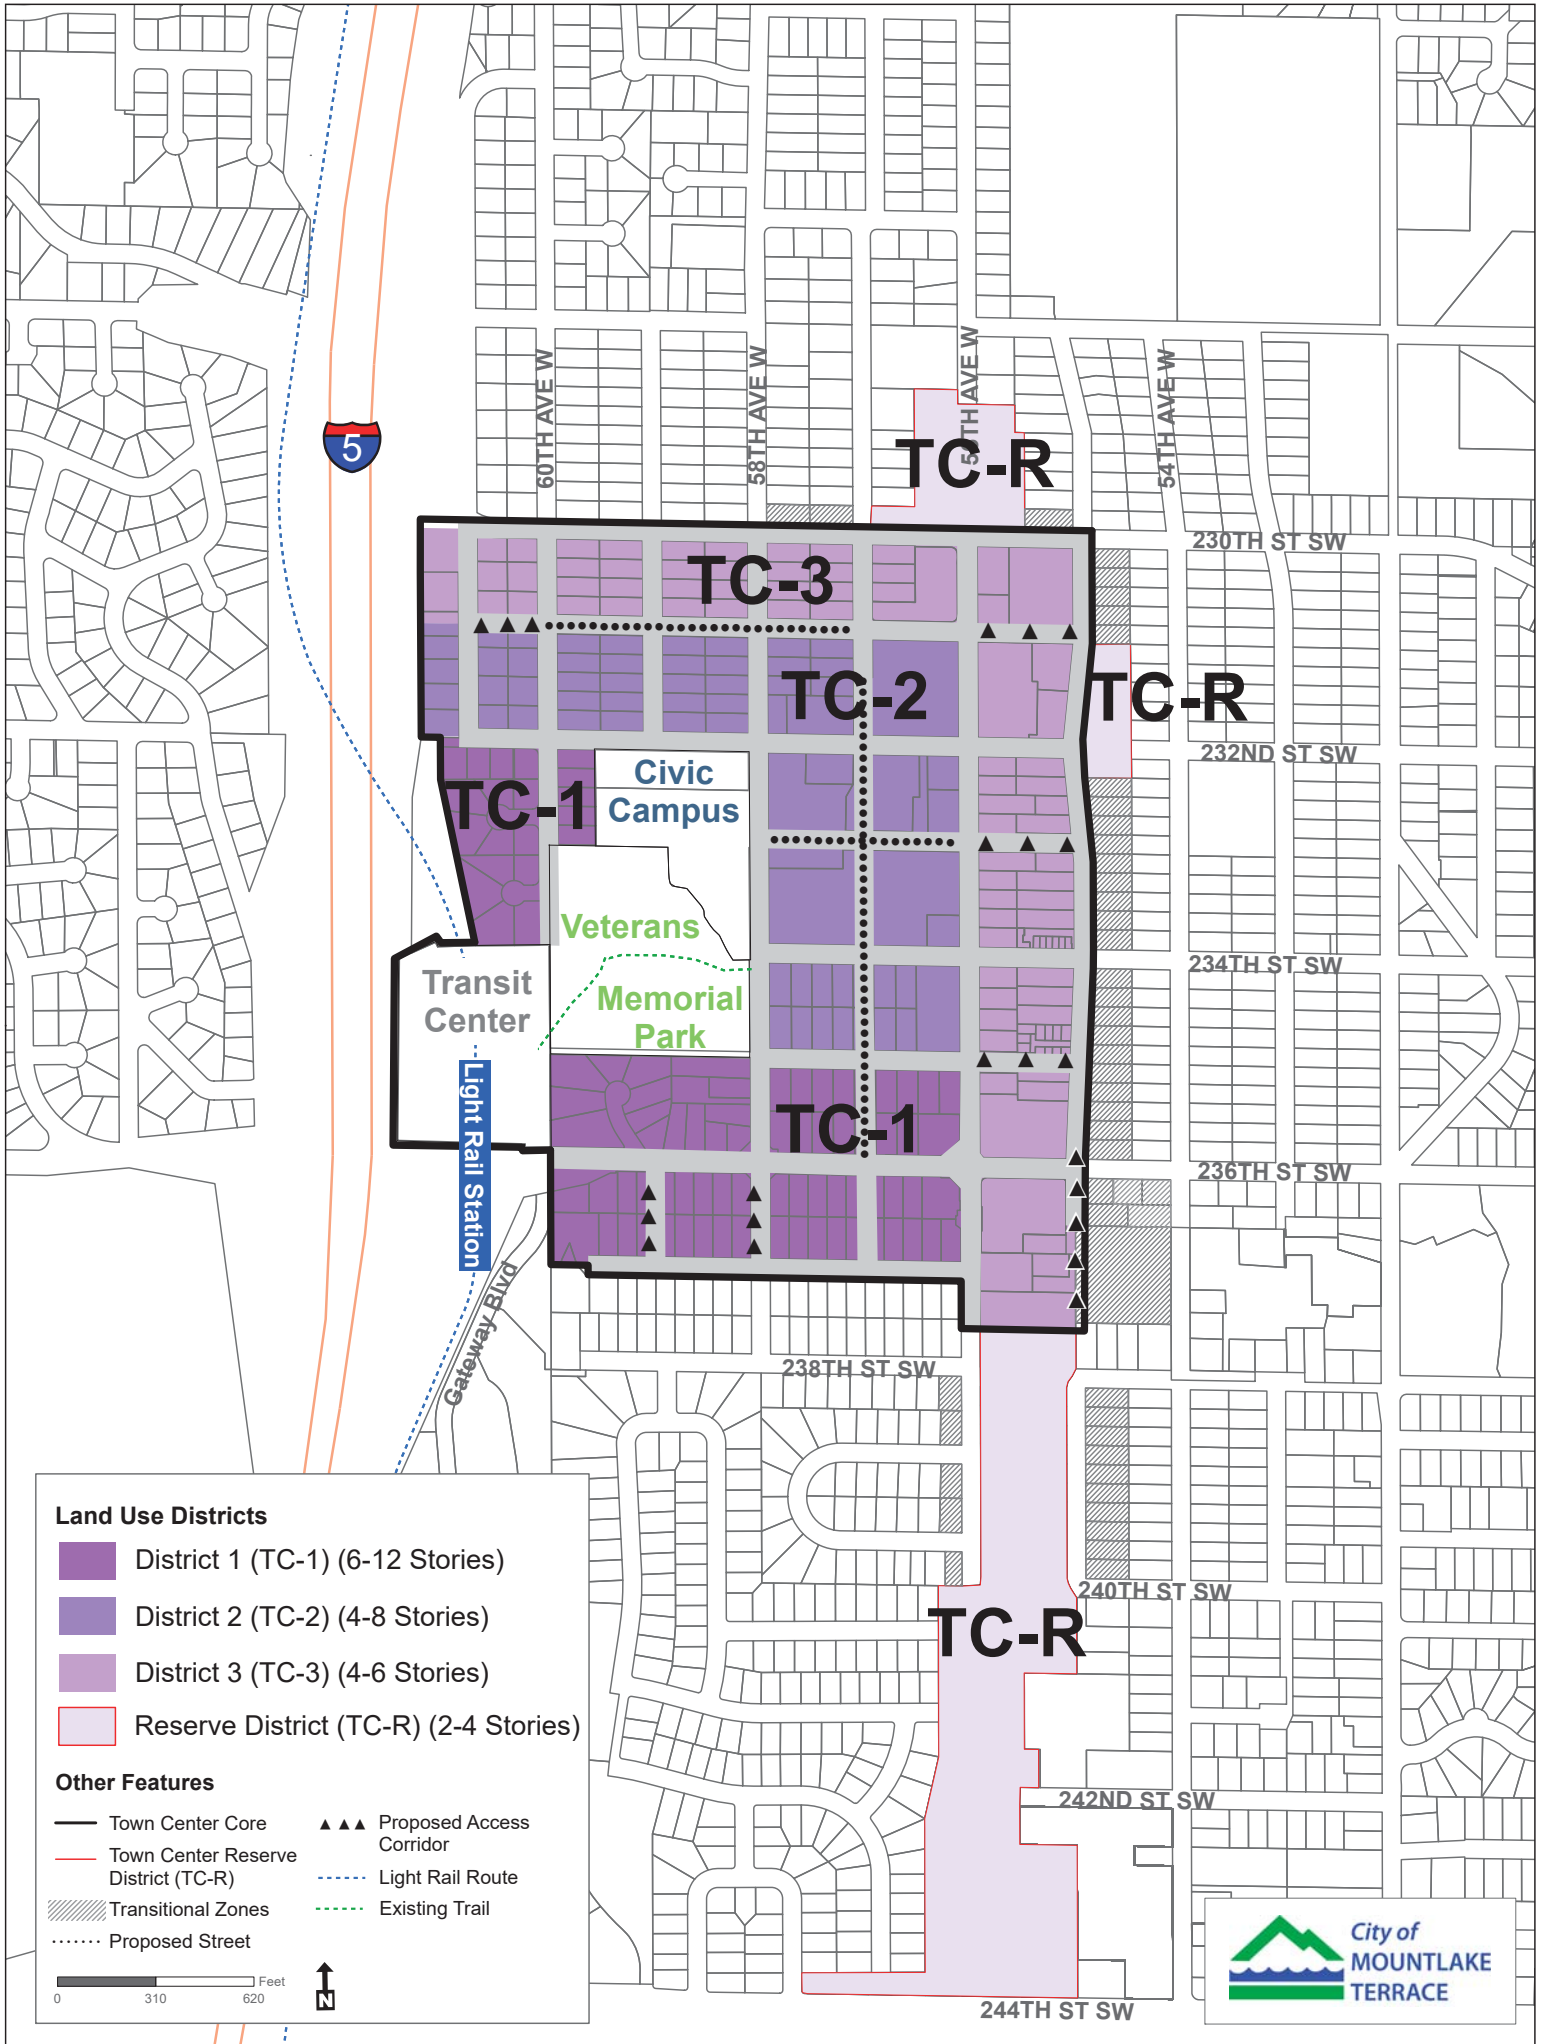 5
60TH AVE W
58TH AVE W
TH AVE W
54TH AVE W
TC-R
230TH ST SW
TC-3
TC-2
TC-R
232ND ST SW
TC-1
Civic
Campus
Veterans
Memorial
Park
234TH ST SW
Transit
Center
Light Rail Station
TC-1
236TH ST SW
Gateway Blvd
238TH ST SW
240TH ST SW
TC-R
242ND ST SW
244TH ST SW
Land Use Districts
District 1 (TC-1) (6-12 Stories)
District 2 (TC-2) (4-8 Stories)
District 3 (TC-3) (4-6 Stories)
Reserve District (TC-R) (2-4 Stories)
Other Features
Town Center Core
Town Center Reserve
District (TC-R)
Transitional Zones
Proposed Street
Proposed Access
Corridor
Light Rail Route
Existing Trail
Feet
0 310 620
N
City of
MOUNTLAKE
TERRACE